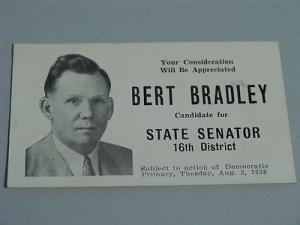 Your Consideration
Will Be Appreciated
BERT BRADLEY
Candidate for
STATE SENATOR
16th District
Subject to action of Democratic
Primary, Tuesday, Aug. 2, 1938